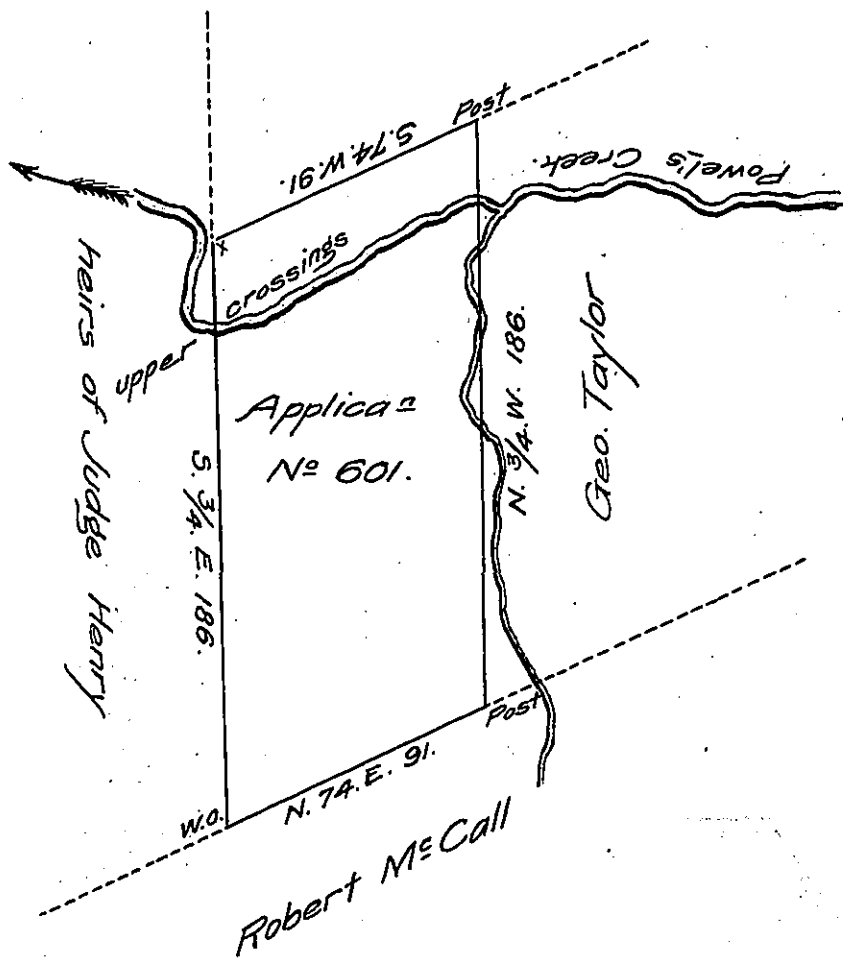 Post
S. 74. W. 91.
Powel's Creek.
x
upper crossings
heirs of Judge Henry
Applicaⁿ
Nº 601.
S. 3/4. E. 186.
N. 3/4. W. 186.
Geo. Taylor
Post
W.O.
N. 74. E. 91.
Robert McCall